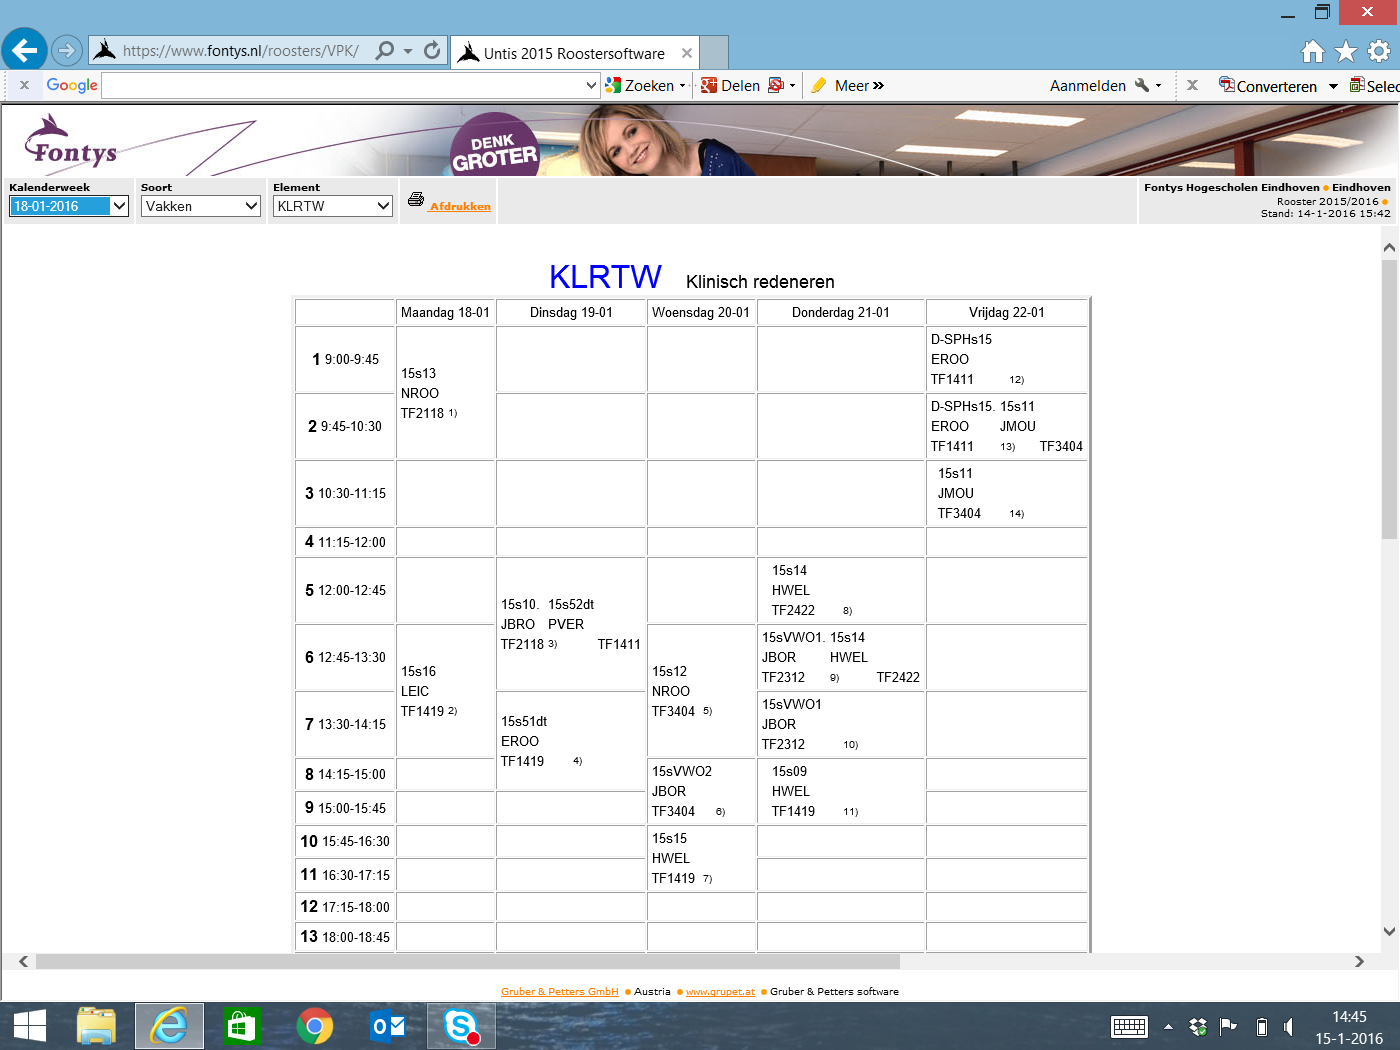 https://www.fontys.nl/roosters/VPK/
Untis 2015 Roostersoftware
Google
Zoeken
Delen
Meer »
Aanmelden
Converteren
Selec
Fontys
DENK
GROTER
Kalenderweek
18-01-2016
Soort
Vakken
Element
KLRTW
Afdrukken
Fontys Hogescholen Eindhoven ● Eindhoven
Rooster 2015/2016 ●
Stand: 14-1-2016 15:42
KLRTW Klinisch redeneren
Maandag 18-01 Dinsdag 19-01 Woensdag 20-01 Donderdag 21-01 Vrijdag 22-01
1 9:00-9:45
15s13
NROO
TF2118 1)
D-SPHs15
EROO
TF1411 12)
2 9:45-10:30
D-SPHs15. 15s11
EROO JMOU
TF1411 13) TF3404
3 10:30-11:15
15s11
JMOU
TF3404 14)
4 11:15-12:00
5 12:00-12:45
15s10. 15s52dt
JBRO PVER
TF2118 3) TF1411
15s14
HWEL
TF2422 8)
6 12:45-13:30
15s16
LEIC
TF1419 2)
15s12
NROO
TF3404 5)
15sVWO1. 15s14
JBOR HWEL
TF2312 9) TF2422
7 13:30-14:15
15s51dt
EROO
TF1419 4)
15sVWO1
JBOR
TF2312 10)
8 14:15-15:00
15sVWO2
JBOR
TF3404 6)
15s09
HWEL
TF1419 11)
9 15:00-15:45
10 15:45-16:30
15s15
HWEL
TF1419 7)
11 16:30-17:15
12 17:15-18:00
13 18:00-18:45
Gruber & Petters GmbH ● Austria ● www.grupet.at ● Gruber & Petters software
14:45
15-1-2016